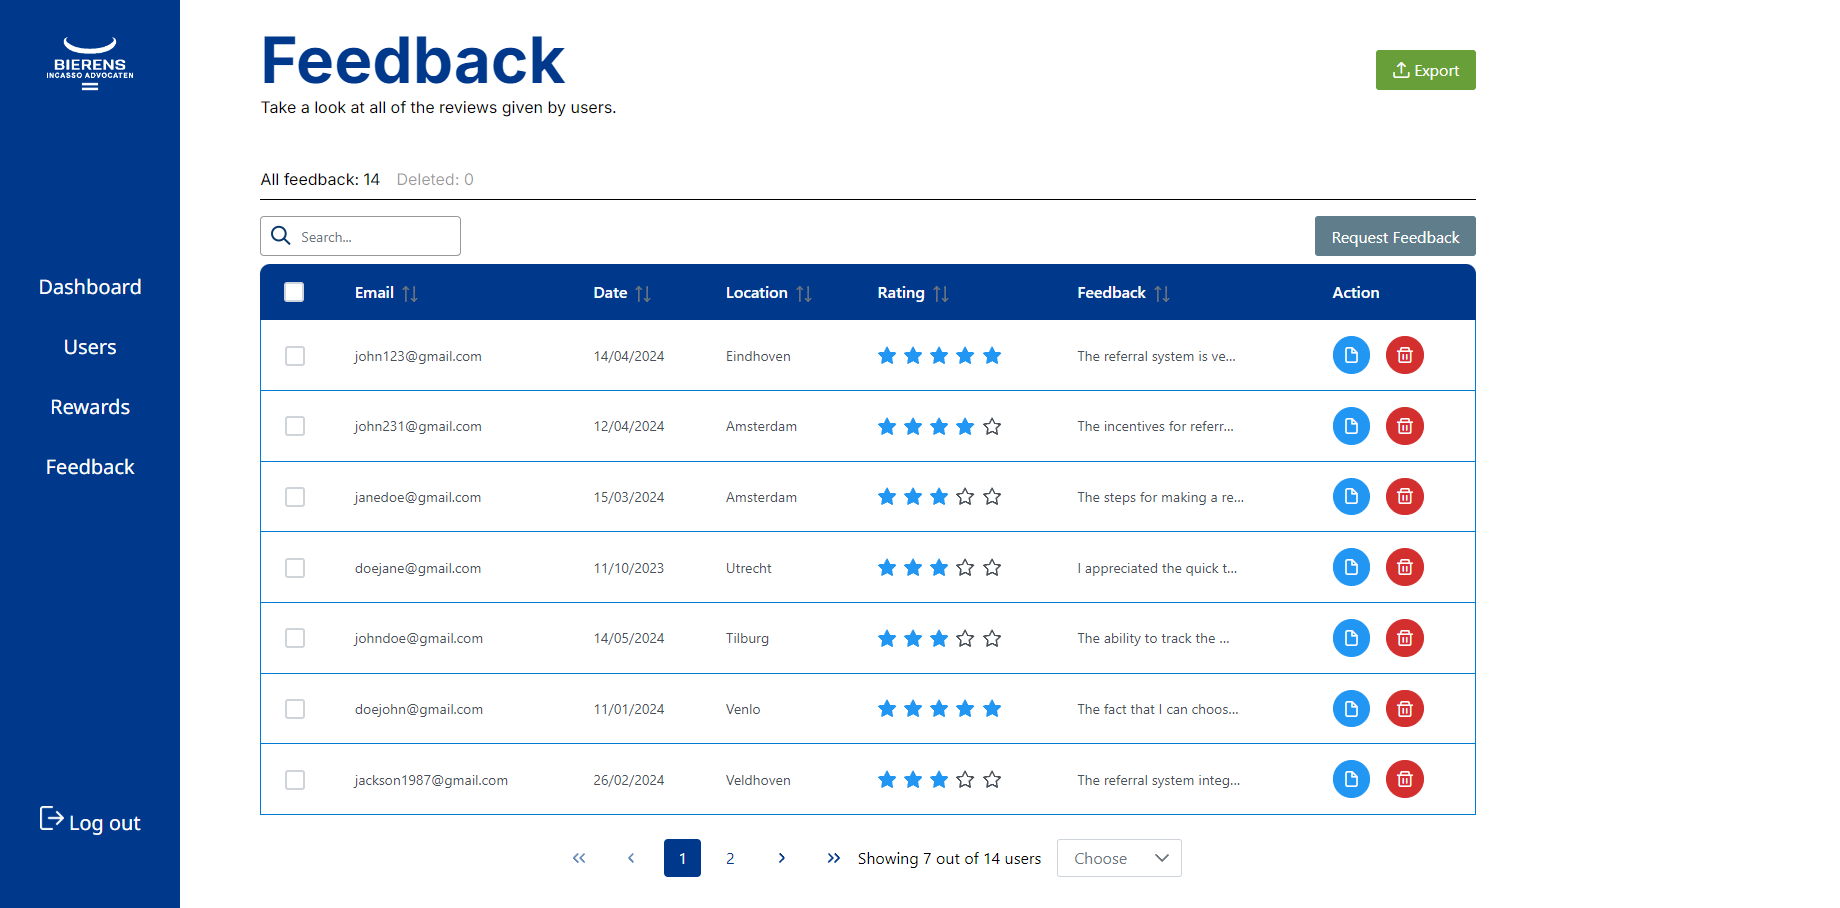 BIERENS
INCASSO ADVOCATEN
Dashboard
Users
Rewards
Feedback
Log out
Feedback
Take a look at all of the reviews given by users.
Export
All feedback: 14 Deleted: 0
Search...
Request Feedback
Email Date Location Rating Feedback Action
john123@gmail.com 14/04/2024 Eindhoven The referral system is ve...
john231@gmail.com 12/04/2024 Amsterdam The incentives for referr...
janedoe@gmail.com 15/03/2024 Amsterdam The steps for making a re...
doejane@gmail.com 11/10/2023 Utrecht I appreciated the quick t...
johndoe@gmail.com 14/05/2024 Tilburg The ability to track the ...
doejohn@gmail.com 11/01/2024 Venlo The fact that I can choos...
jackson1987@gmail.com 26/02/2024 Veldhoven The referral system integ...
« ‹ 1 2 › » Showing 7 out of 14 users Choose